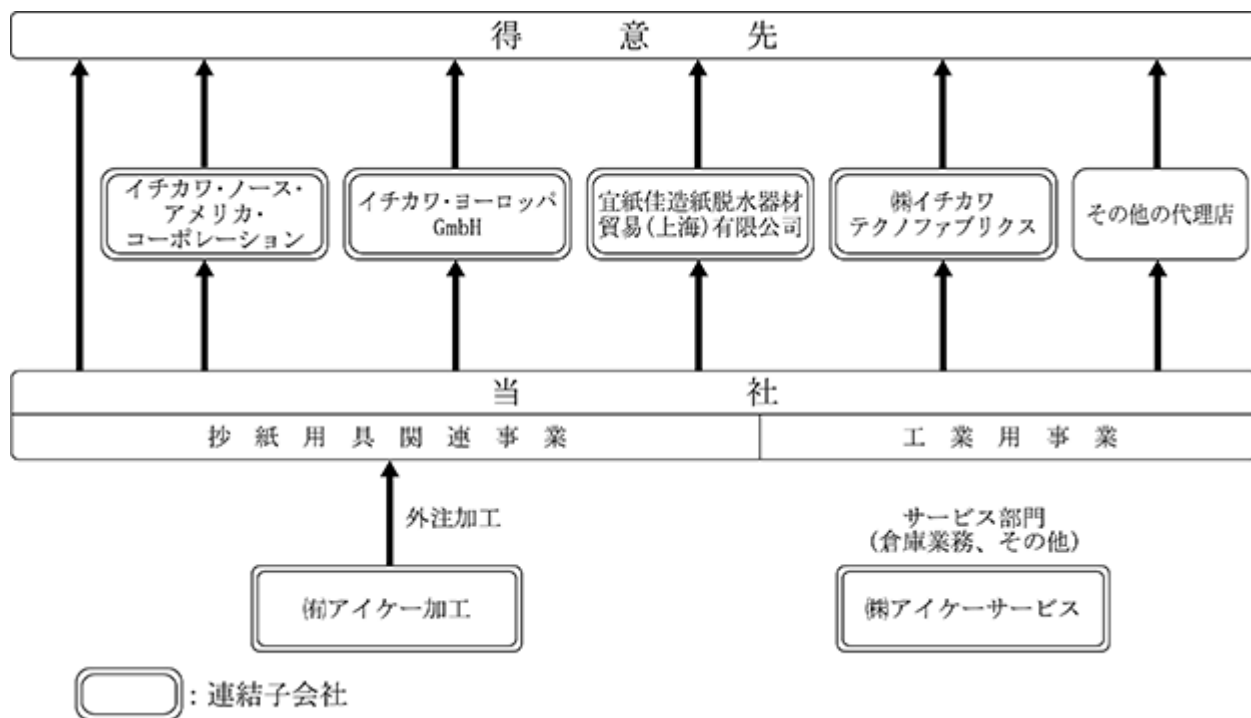 得意先
イチカワ・ノース・
アメリカ・
コーポレーション
イチカワ・ヨーロッパ
GmbH
宜紙佳造紙脱水器材
貿易(上海)有限公司
㈱イチカワ
テクノファブリクス
その他の代理店
当社
抄紙用具関連事業
工業用事業
外注加工
サービス部門
(倉庫業務、その他)
㈲アイケー加工
㈱アイケーサービス
：連結子会社